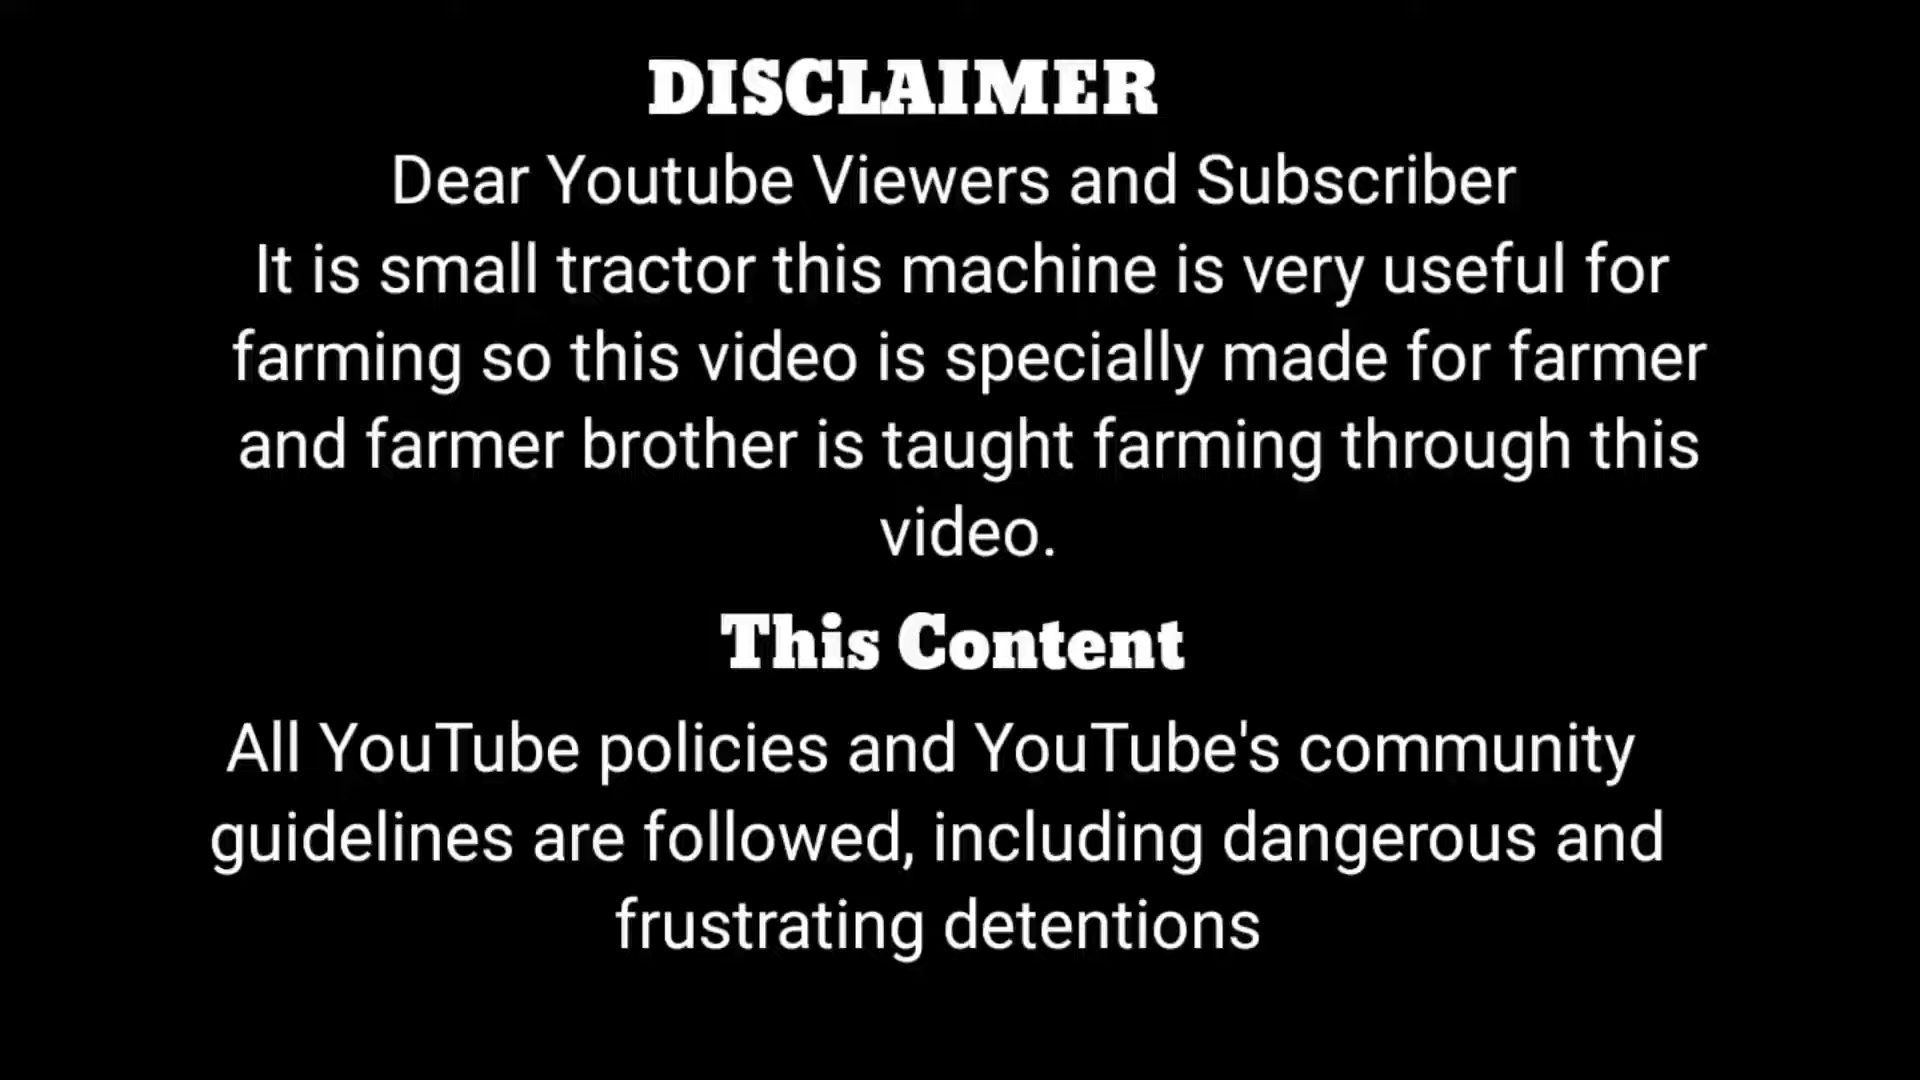 DISCLAIMER
Dear Youtube Viewers and Subscriber
It is small tractor this machine is very useful for
farming so this video is specially made for farmer
and farmer brother is taught farming through this
video.
This Content
All YouTube policies and YouTube's community
guidelines are followed, including dangerous and
frustrating detentions